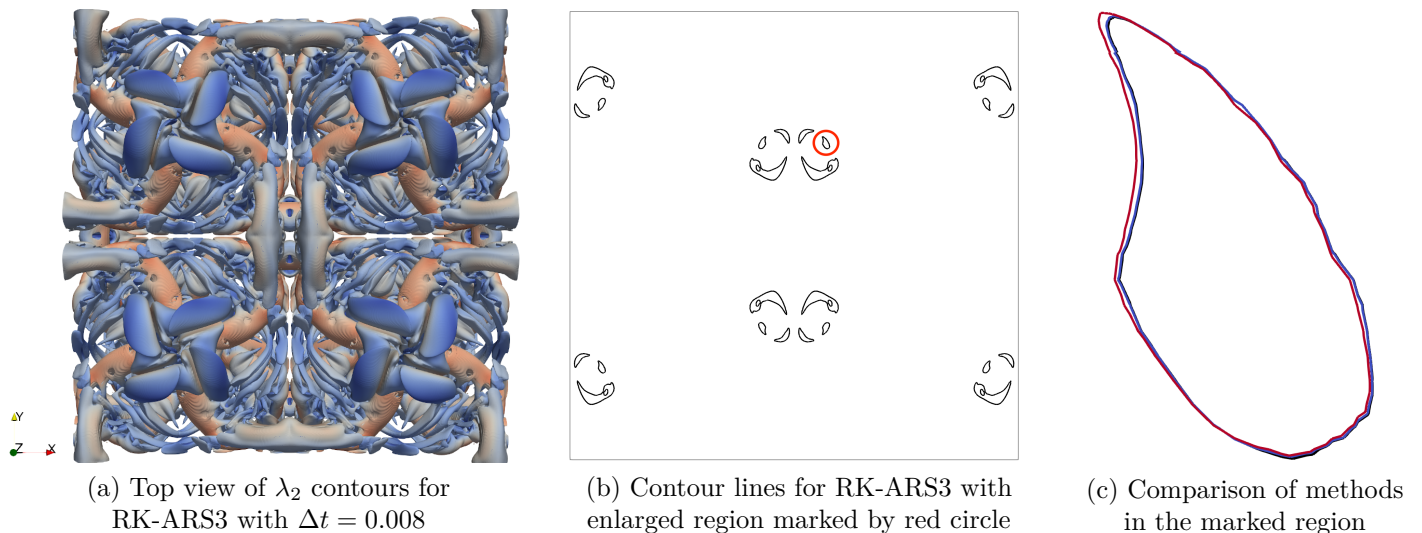 Y
Z X
(a) Top view of λ₂ contours for
RK-ARS3 with Δt = 0.008
(b) Contour lines for RK-ARS3 with
enlarged region marked by red circle
(c) Comparison of methods
in the marked region